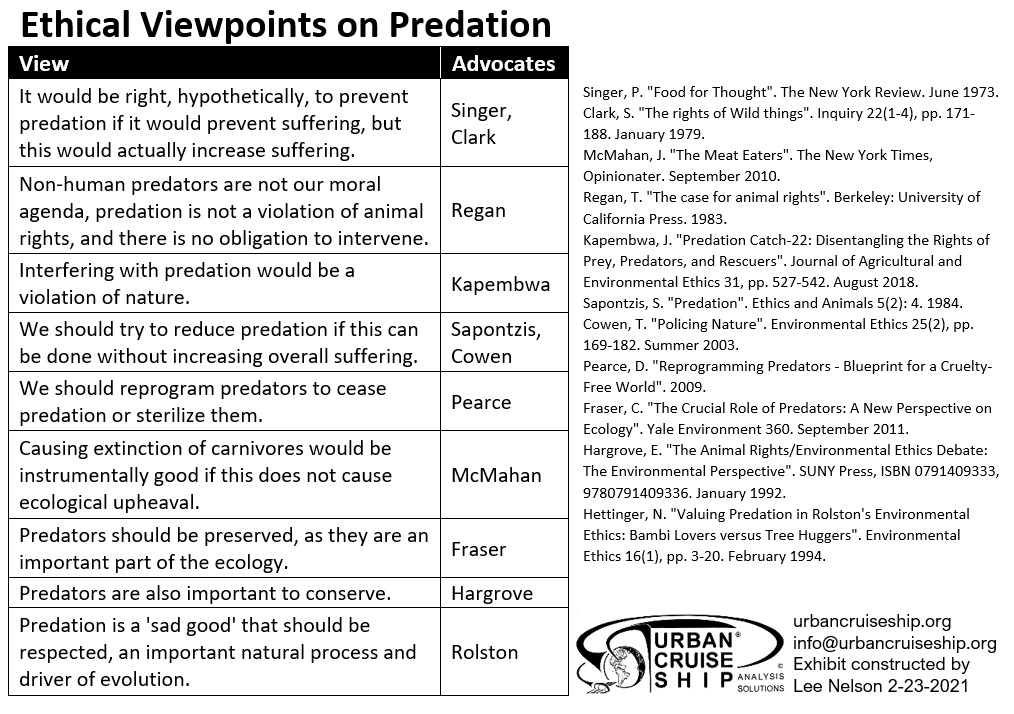 Ethical Viewpoints on Predation
View
Advocates
It would be right, hypothetically, to prevent
predation if it would prevent suffering, but
this would actually increase suffering.
Singer,
Clark
Non-human predators are not our moral
agenda, predation is not a violation of animal
rights, and there is no obligation to intervene.
Regan
Interfering with predation would be a
violation of nature.
Kapembwa
We should try to reduce predation if this can
be done without increasing overall suffering.
Sapontzis,
Cowen
We should reprogram predators to cease
predation or sterilize them.
Pearce
Causing extinction of carnivores would be
instrumentally good if this does not cause
ecological upheaval.
McMahan
Predators should be preserved, as they are an
important part of the ecology.
Fraser
Predators are also important to conserve.
Hargrove
Predation is a 'sad good' that should be
respected, an important natural process and
driver of evolution.
Rolston
Singer, P. "Food for Thought". The New York Review. June 1973.
Clark, S. "The rights of Wild things". Inquiry 22(1-4), pp. 171-
188. January 1979.
McMahan, J. "The Meat Eaters". The New York Times,
Opinionater. September 2010.
Regan, T. "The case for animal rights". Berkeley: University of
California Press. 1983.
Kapembwa, J. "Predation Catch-22: Disentangling the Rights of
Prey, Predators, and Rescuers". Journal of Agricultural and
Environmental Ethics 31, pp. 527-542. August 2018.
Sapontzis, S. "Predation". Ethics and Animals 5(2): 4. 1984.
Cowen, T. "Policing Nature". Environmental Ethics 25(2), pp.
169-182. Summer 2003.
Pearce, D. "Reprogramming Predators - Blueprint for a Cruelty-
Free World". 2009.
Fraser, C. "The Crucial Role of Predators: A New Perspective on
Ecology". Yale Environment 360. September 2011.
Hargrove, E. "The Animal Rights/Environmental Ethics Debate:
The Environmental Perspective". SUNY Press, ISBN 0791409333,
9780791409336. January 1992.
Hettinger, N. "Valuing Predation in Rolston's Environmental
Ethics: Bambi Lovers versus Tree Huggers". Environmental
Ethics 16(1), pp. 3-20. February 1994.
URBAN®
CRUISE
SHIP
©
ANALYSIS
SOLUTIONS
urbancruiseship.org
info@urbancruiseship.org
Exhibit constructed by
Lee Nelson 2-23-2021